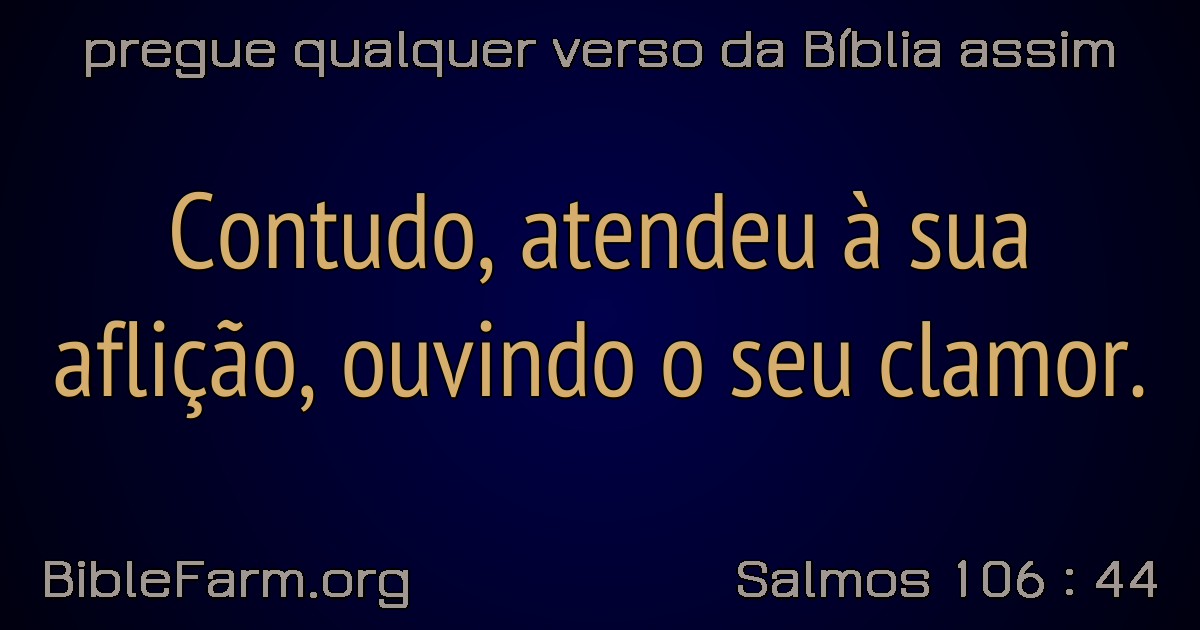 pregue qualquer verso da Bíblia assim
Contudo, atendeu à sua
aflição, ouvindo o seu clamor.
BibleFarm.org
Salmos 106 : 44